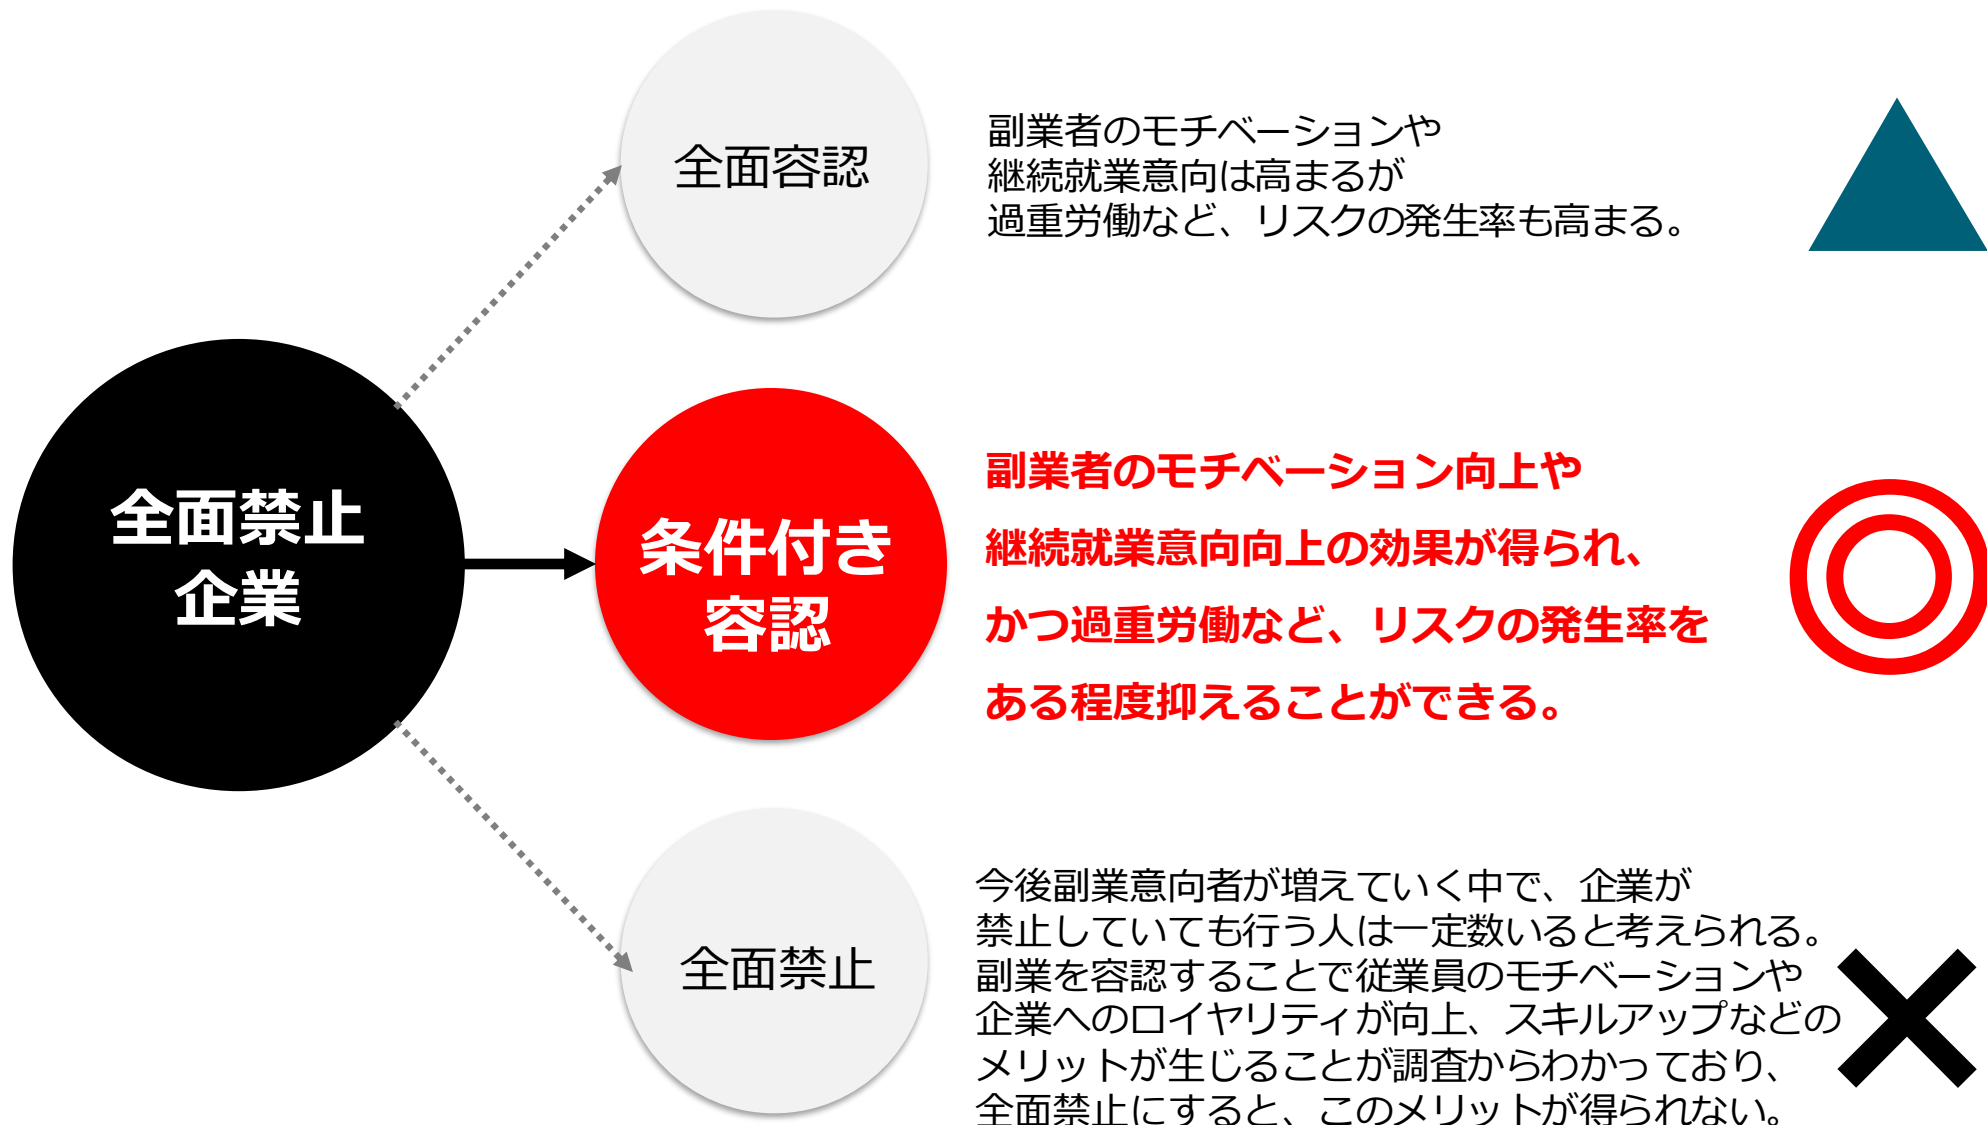 全面容認
副業者のモチベーションや
継続就業意向は高まるが
過重労働など、リスクの発生率も高まる。
全面禁止
企業
条件付き
容認
副業者のモチベーション向上や
継続就業意向向上の効果が得られ、
かつ過重労働など、リスクの発生率を
ある程度抑えることができる。
全面禁止
今後副業意向者が増えていく中で、企業が
禁止していても行う人は一定数いると考えられる。
副業を容認することで従業員のモチベーションや
企業へのロイヤリティが向上、スキルアップなどの
メリットが生じることが調査からわかっており、
全面禁止にすると、このメリットが得られない。